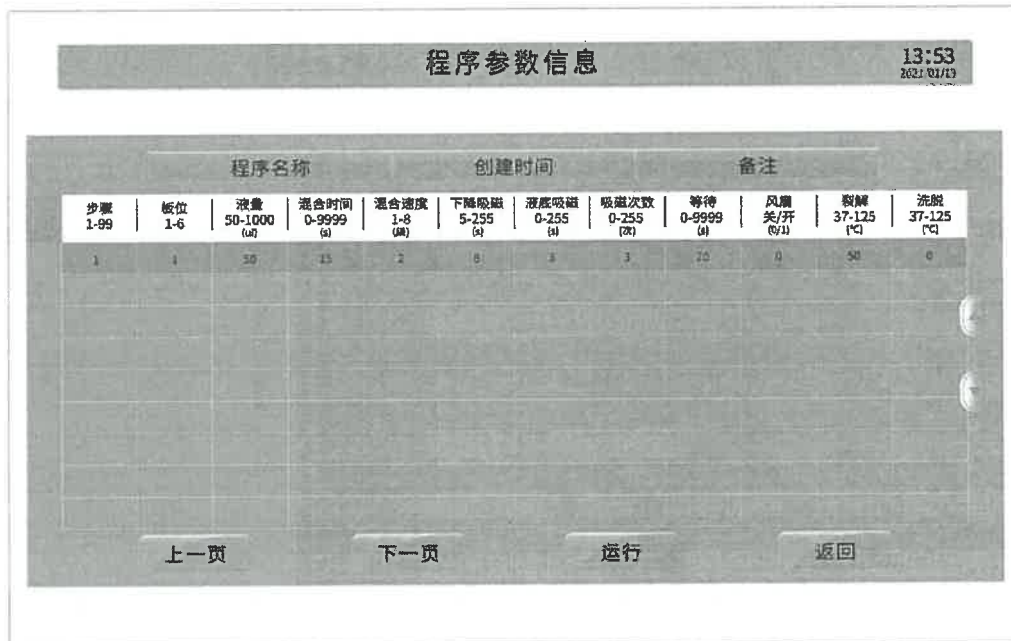 程序参数信息
13:53
2021/01/13
程序名称 创建时间 备注
步骤 板位 液量 混合时间 混合速度 下降吸磁 液底吸磁 吸磁次数 等待 风扇 裂解 洗脱
1-99 1-6 50-1000 0-9999 1-8 5-255 0-255 0-255 0-9999 关/开 37-125 37-125
(ul) (s) (级) (s) (s) (次) (s) (0/1) (℃) (℃)
1 1 50 15 2 8 3 3 20 0 50 0
上一页 下一页 运行 返回